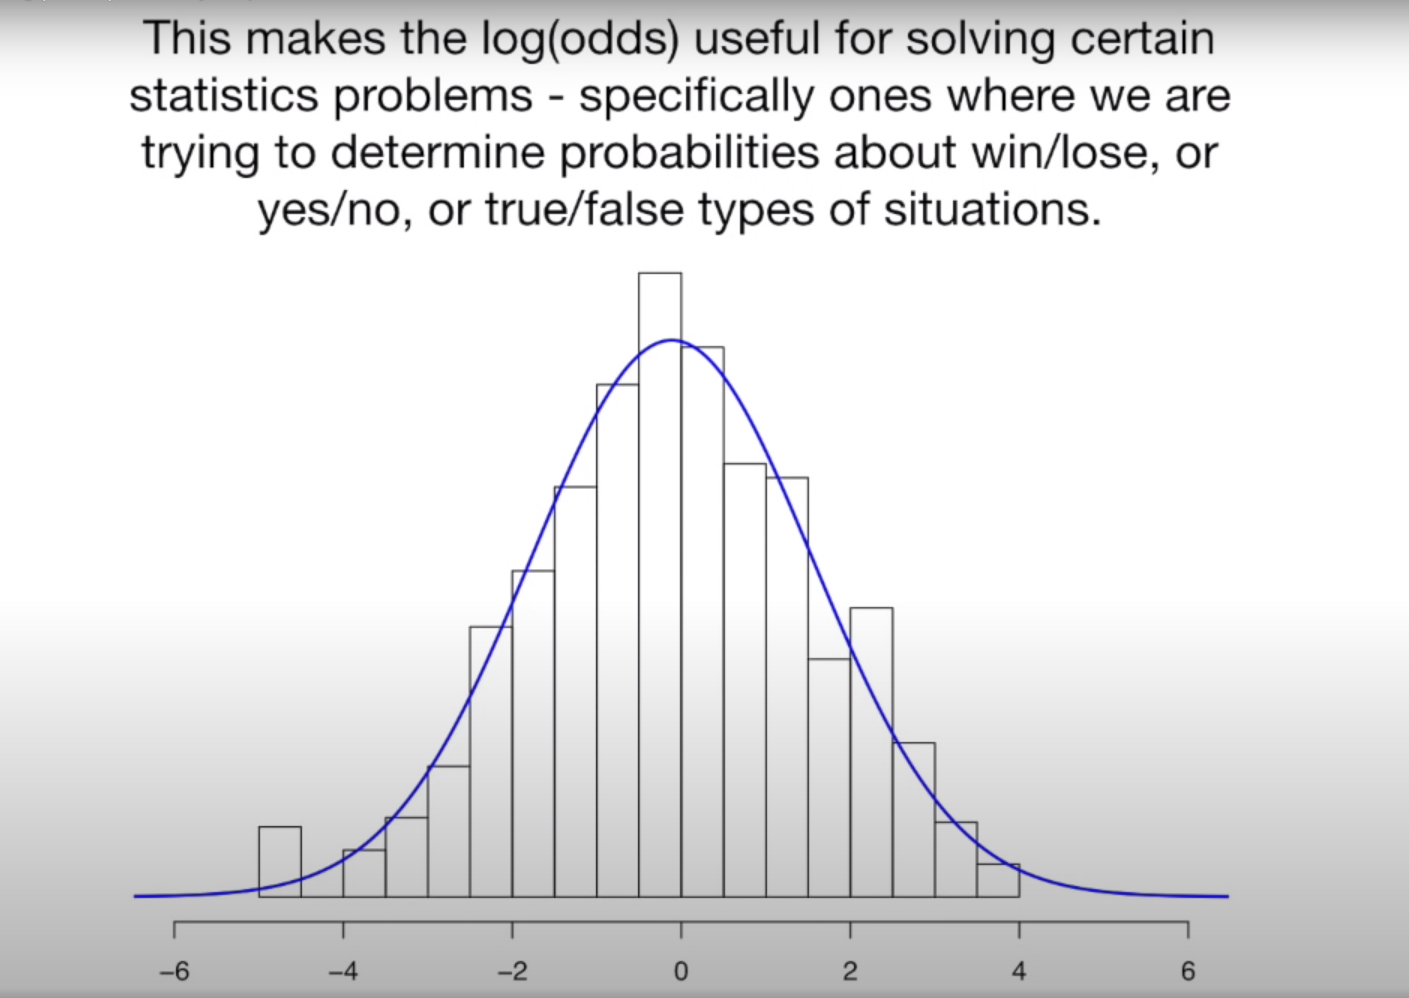 This makes the log(odds) useful for solving certain
statistics problems - specifically ones where we are
trying to determine probabilities about win/lose, or
yes/no, or true/false types of situations.
−6 −4 −2 0 2 4 6